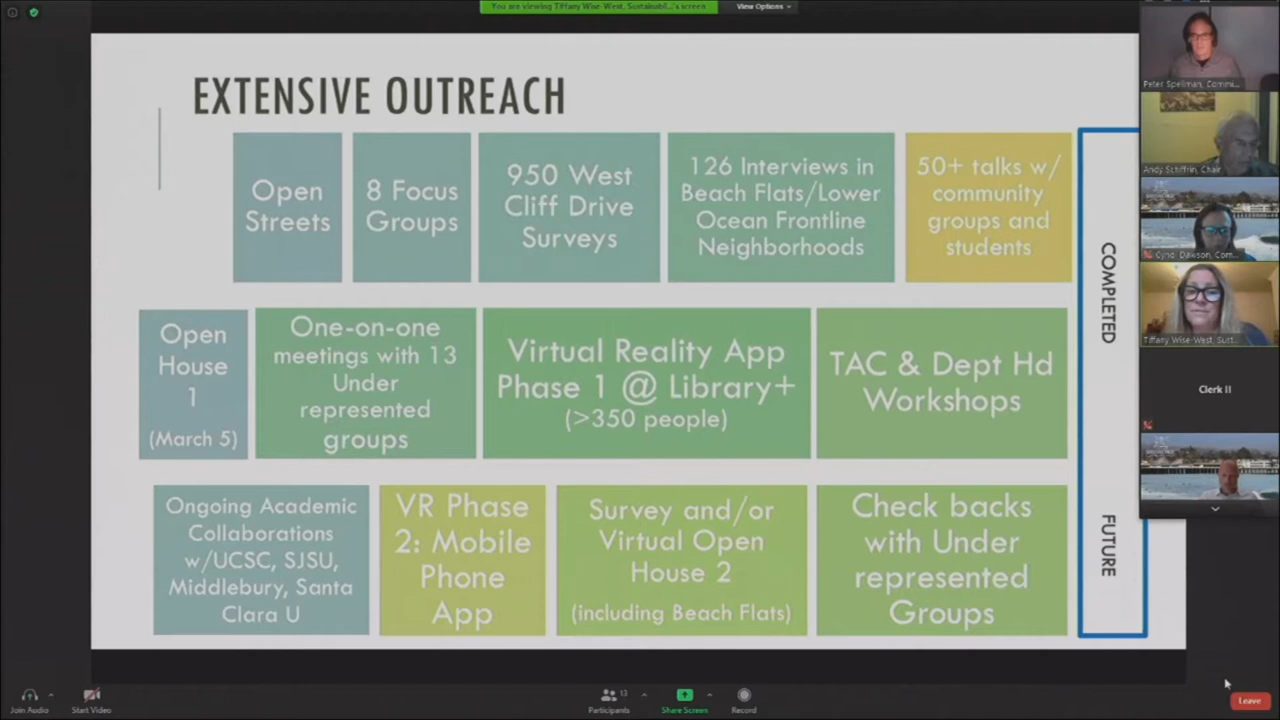 You are viewing Tiffany Wise-West, Sustainabil...'s screen
View Options
EXTENSIVE OUTREACH
Open
Streets
8 Focus
Groups
950 West
Cliff Drive
Surveys
126 Interviews in
Beach Flats/Lower
Ocean Frontline
Neighborhoods
50+ talks w/
community
groups and
students
COMPLETED
Open
House
1
(March 5)
One-on-one
meetings with 13
Under
represented
groups
Virtual Reality App
Phase 1 @ Library+
(>350 people)
TAC & Dept Hd
Workshops
Ongoing Academic
Collaborations
w/UCSC, SJSU,
Middlebury, Santa
Clara U
VR Phase
2: Mobile
Phone
App
Survey and/or
Virtual Open
House 2
(including Beach Flats)
Check backs
with Under
represented
Groups
FUTURE
Peter Spellman, Commi...
Andy Schiffrin, Chair
Dawson, Com...
Tiffany Wise-West, Sust...
Clerk II
Join Audio
Start Video
13
Participants
Share Screen
Record
Leave